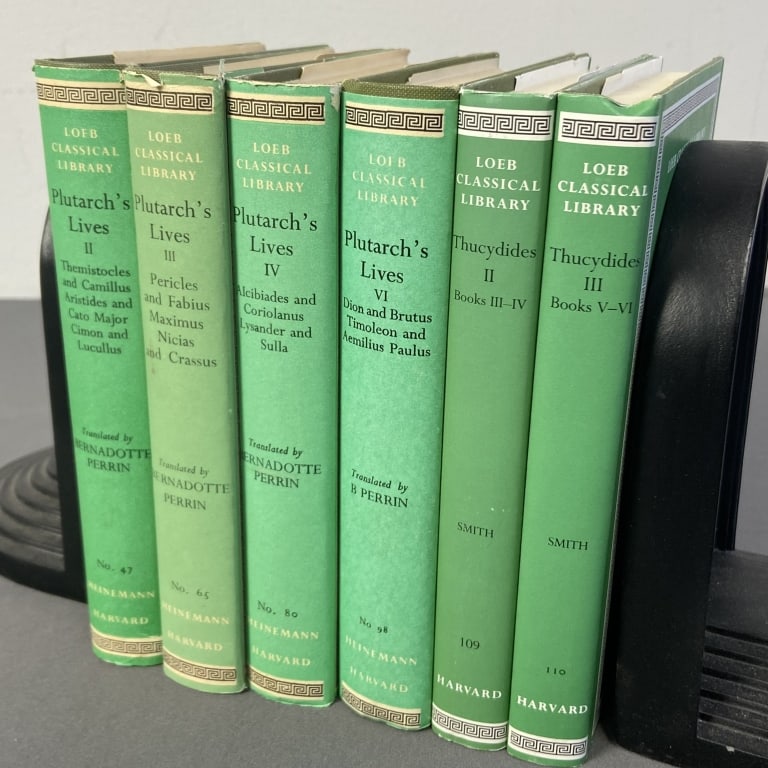 LOEB
CLASSICAL
LIBRARY
Plutarch's
Lives
II
Themistocles
and Camillus
Aristides and
Cato Major
Cimon and
Lucullus
Translated by
BERNADOTTE
PERRIN
No. 47
HEINEMANN
HARVARD
LOEB
CLASSICAL
LIBRARY
Plutarch's
Lives
III
Pericles
and Fabius
Maximus
Nicias
and Crassus
Translated by
BERNADOTTE
PERRIN
No. 65
HEINEMANN
HARVARD
LOEB
CLASSICAL
LIBRARY
Plutarch's
Lives
IV
Alcibiades and
Coriolanus
Lysander and
Sulla
Translated by
BERNADOTTE
PERRIN
No. 80
HEINEMANN
HARVARD
LOEB
CLASSICAL
LIBRARY
Plutarch's
Lives
VI
Dion and Brutus
Timoleon and
Aemilius Paulus
Translated by
B PERRIN
No 98
HEINEMANN
HARVARD
LOEB
CLASSICAL
LIBRARY
Thucydides
II
Books III–IV
SMITH
109
HARVARD
LOEB
CLASSICAL
LIBRARY
Thucydides
III
Books V–VI
SMITH
110
HARVARD